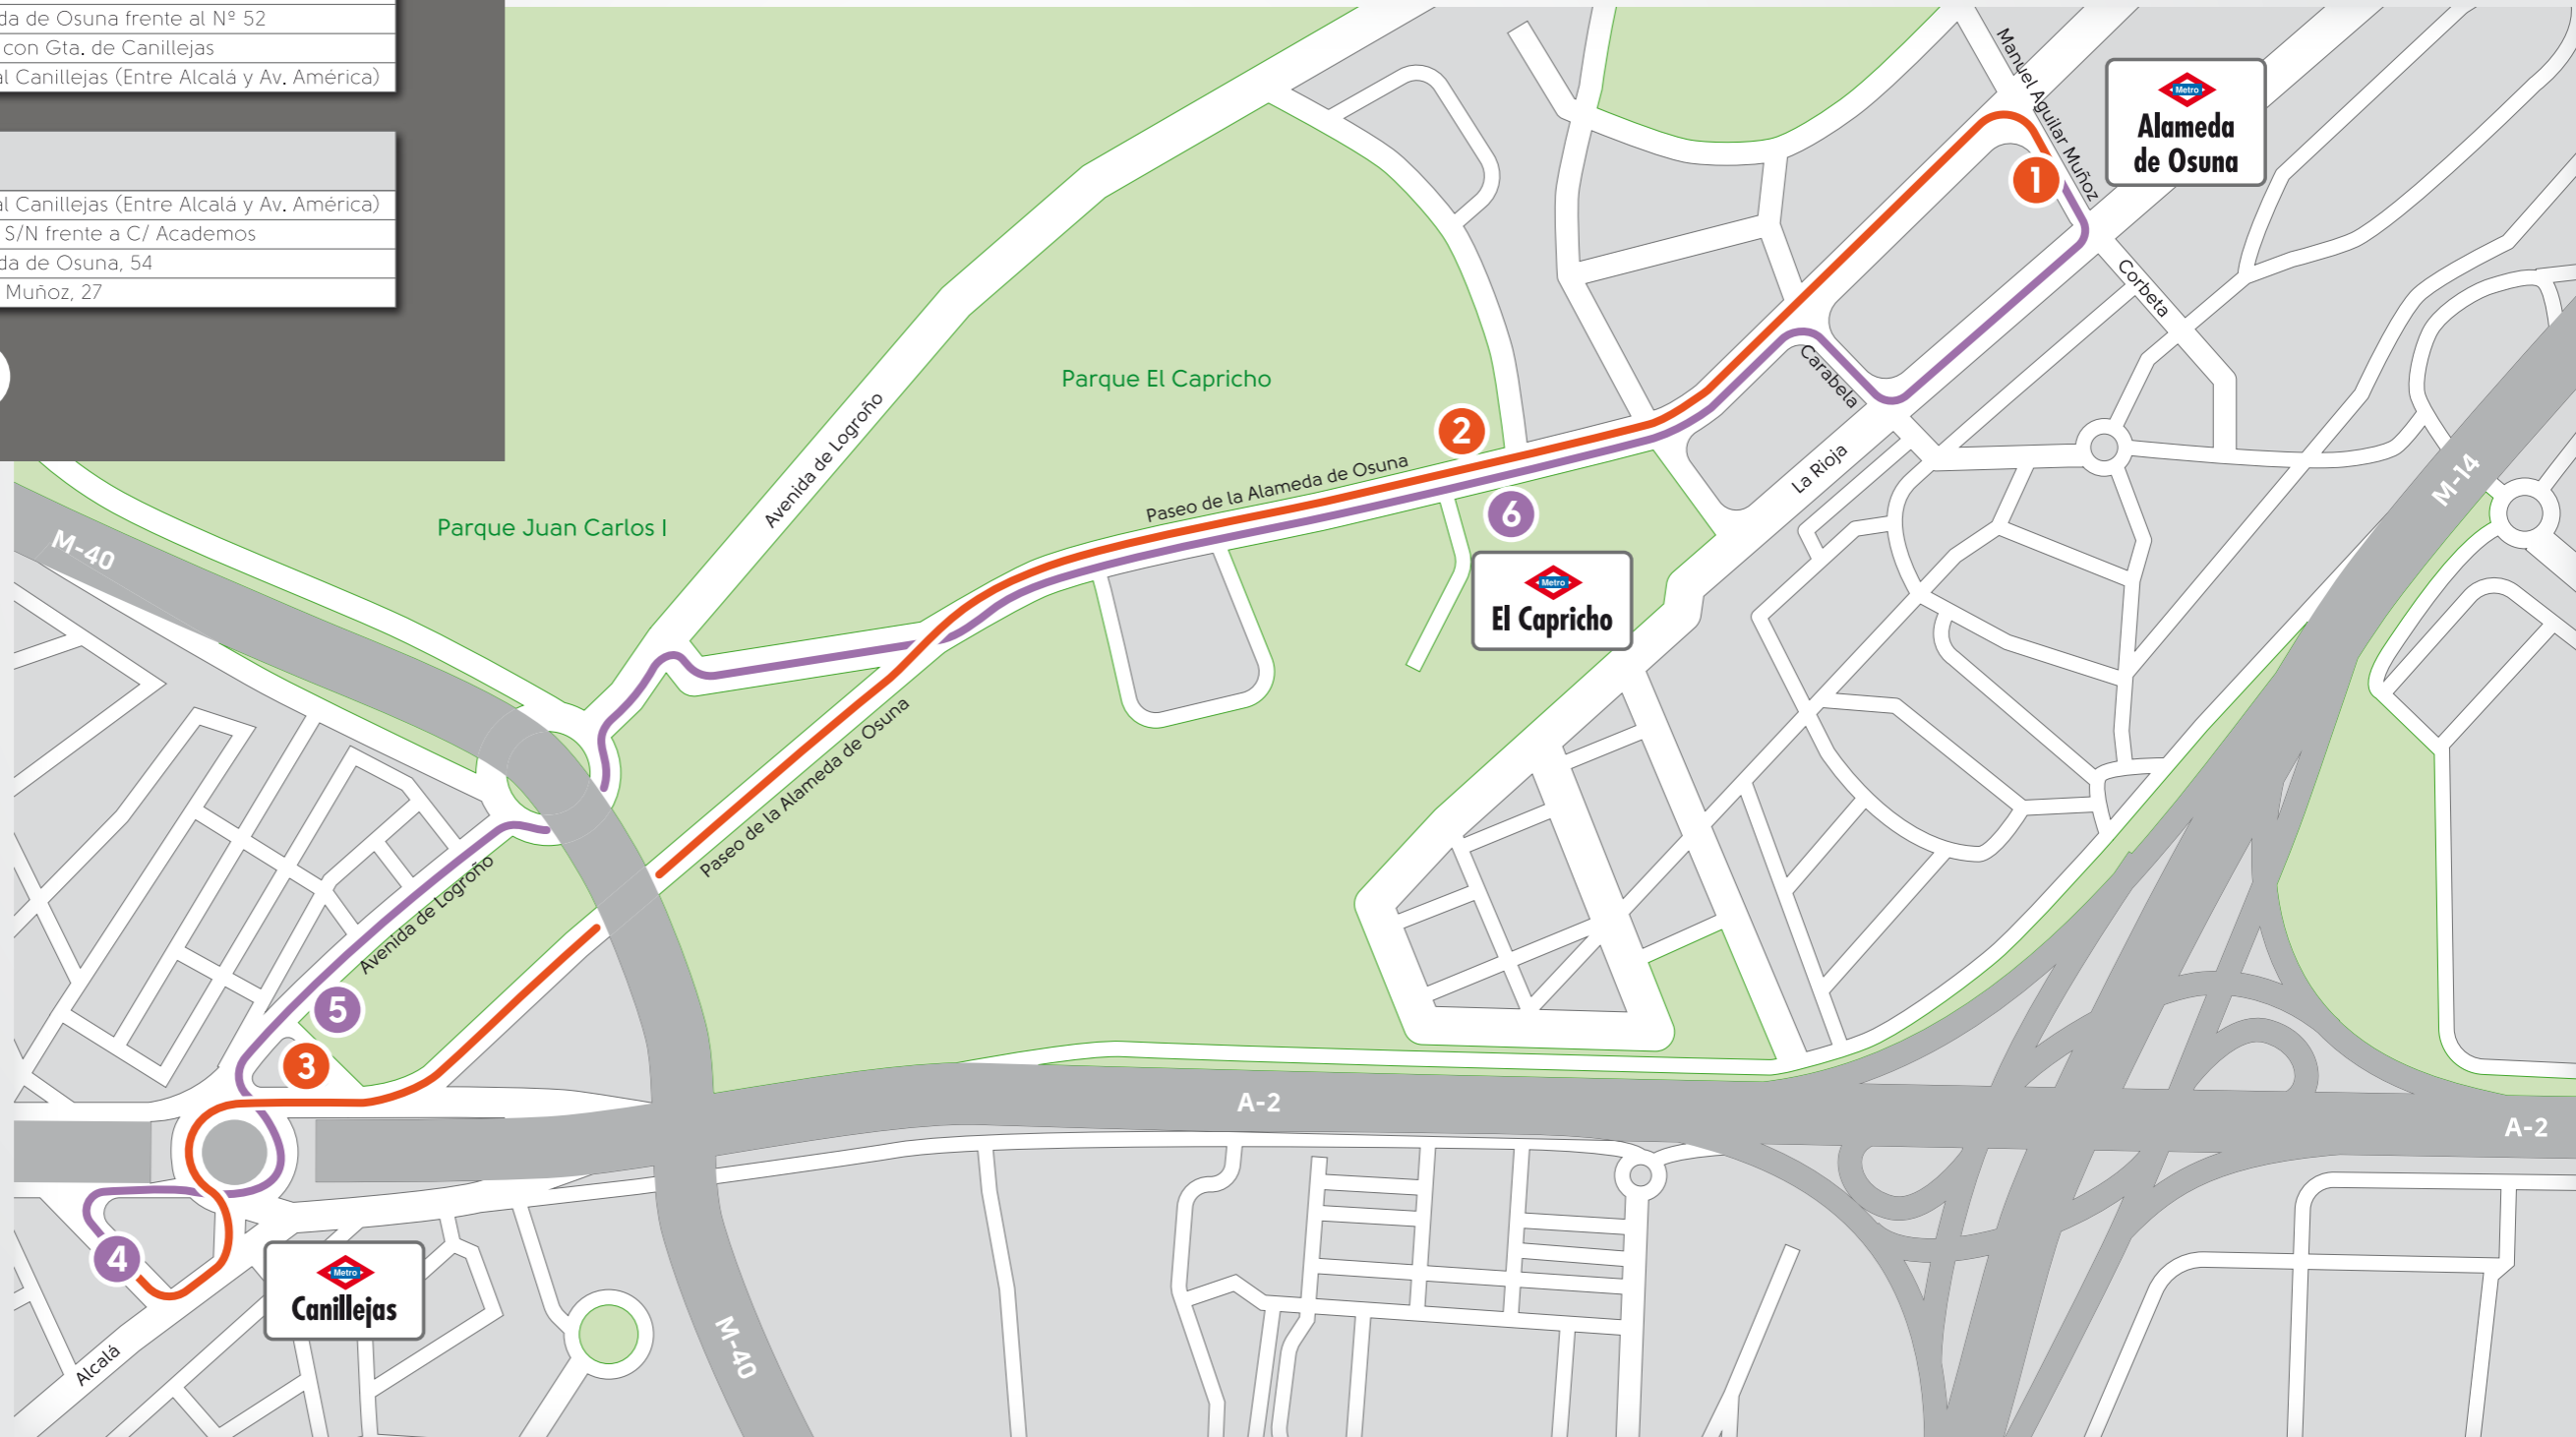 da de Osuna frente al Nº 52
con Gta. de Canillejas
al Canillejas (Entre Alcalá y Av. América)
al Canillejas (Entre Alcalá y Av. América)
S/N frente a C/ Academos
da de Osuna, 54
Muñoz, 27
Manuel Aguilar Muñoz
Metro
Alameda
de Osuna
1
Corbeta
Carabela
La Rioja
Parque El Capricho
Avenida de Logroño
2
Paseo de la Alameda de Osuna
6
Metro
El Capricho
M-14
Parque Juan Carlos I
M-40
Paseo de la Alameda de Osuna
Avenida de Logroño
5
3
A-2
A-2
4
Metro
Canillejas
Alcalá
M-40